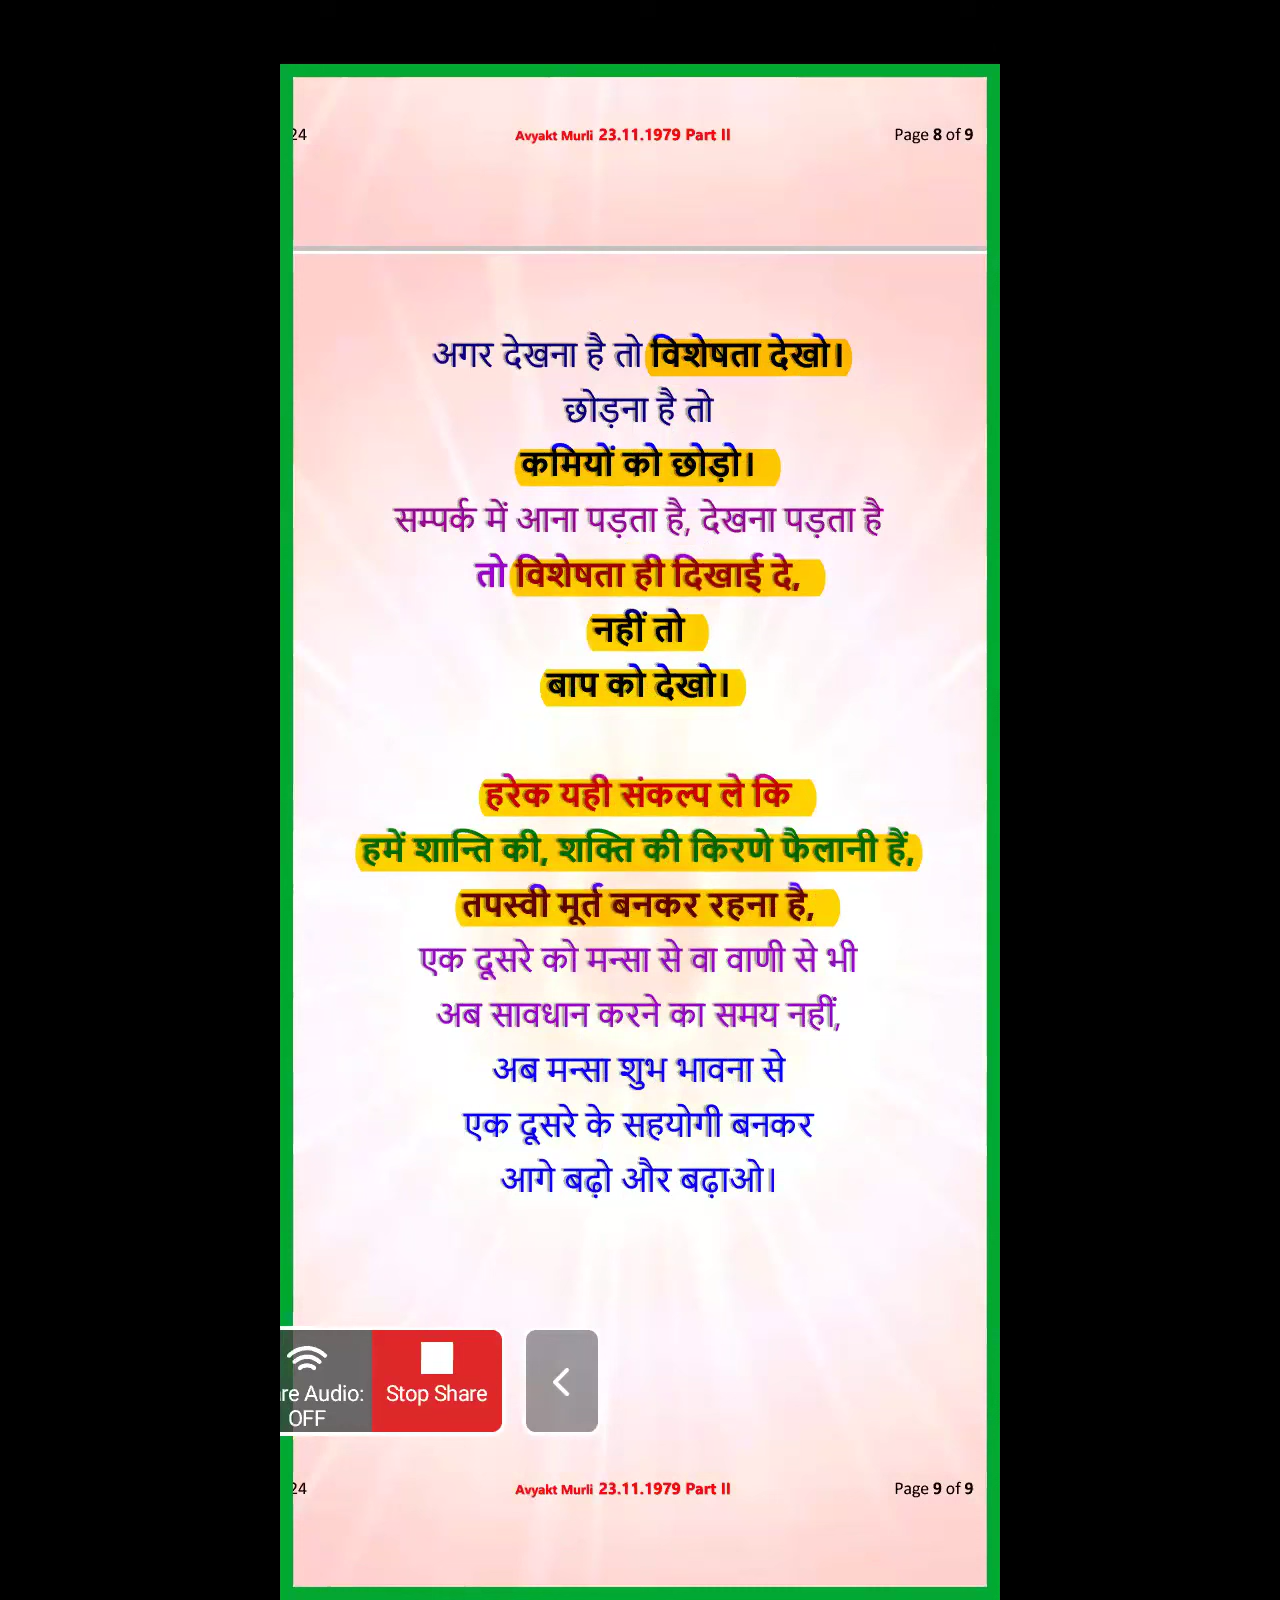 24 Avyakt Murli 23.11.1979 Part II Page 8 of 9
अगर देखना है तो विशेषता देखो।
छोड़ना है तो
कमियों को छोड़ो।
सम्पर्क में आना पड़ता है, देखना पड़ता है
तो विशेषता ही दिखाई दे,
नहीं तो
बाप को देखो।
हरेक यही संकल्प ले कि
हमें शान्ति की, शक्ति की किरणे फैलानी हैं,
तपस्वी मूर्त बनकर रहना है,
एक दूसरे को मन्सा से वा वाणी से भी
अब सावधान करने का समय नहीं,
अब मन्सा शुभ भावना से
एक दूसरे के सहयोगी बनकर
आगे बढ़ो और बढ़ाओ।
re Audio: Stop Share
OFF
24 Avyakt Murli 23.11.1979 Part II Page 9 of 9